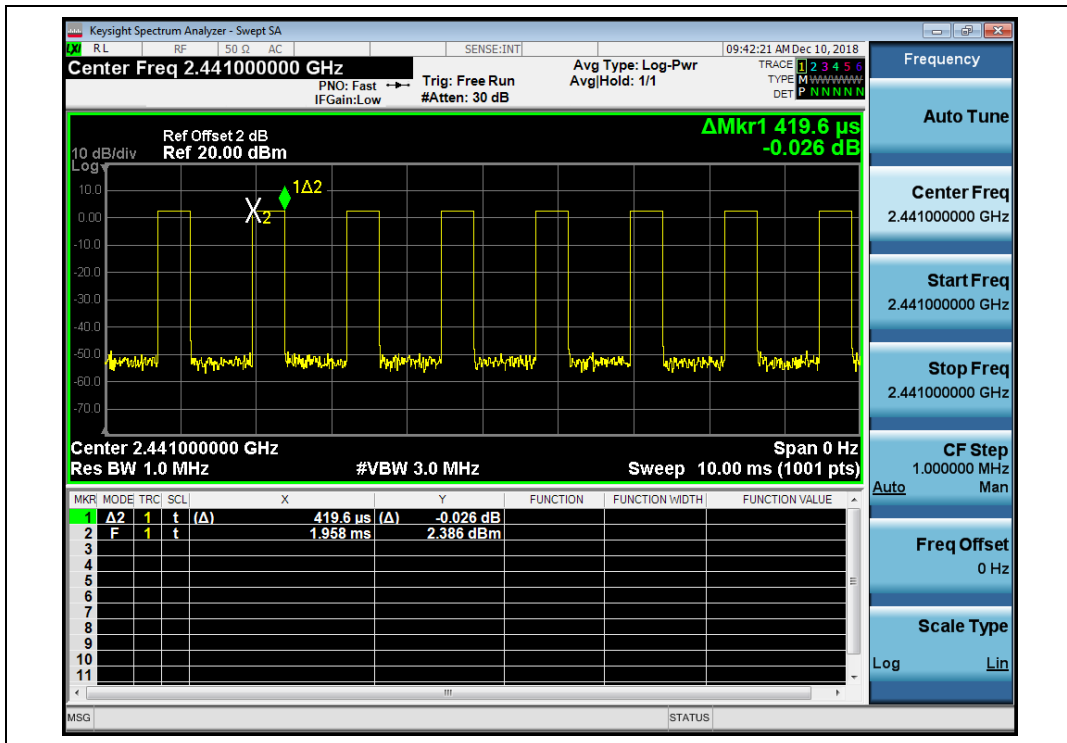 Keysight Spectrum Analyzer - Swept SA
LXI RL RF 50 Ω AC SENSE:INT 09:42:21 AM Dec 10, 2018
Center Freq 2.441000000 GHz
PNO: Fast
IFGain:Low
Trig: Free Run
#Atten: 30 dB
Avg Type: Log-Pwr
Avg|Hold: 1/1
TRACE 1 2 3 4 5 6
TYPE M WWWWW
DET P N N N N N
ΔMkr1 419.6 µs
-0.026 dB
Ref Offset 2 dB
10 dB/div Ref 20.00 dBm
Log
10.0
0.00
-10.0
-20.0
-30.0
-40.0
-50.0
-60.0
-70.0
1Δ2
X2
Center 2.441000000 GHz Span 0 Hz
Res BW 1.0 MHz #VBW 3.0 MHz Sweep 10.00 ms (1001 pts)
MKR MODE TRC SCL X Y FUNCTION FUNCTION WIDTH FUNCTION VALUE
1 Δ2 1 t (Δ) 419.6 µs (Δ) -0.026 dB
2 F 1 t 1.958 ms 2.386 dBm
3
4
5
6
7
8
9
10
11
MSG STATUS
Frequency
Auto Tune
Center Freq
2.441000000 GHz
Start Freq
2.441000000 GHz
Stop Freq
2.441000000 GHz
CF Step
1.000000 MHz
Auto Man
Freq Offset
0 Hz
Scale Type
Log Lin